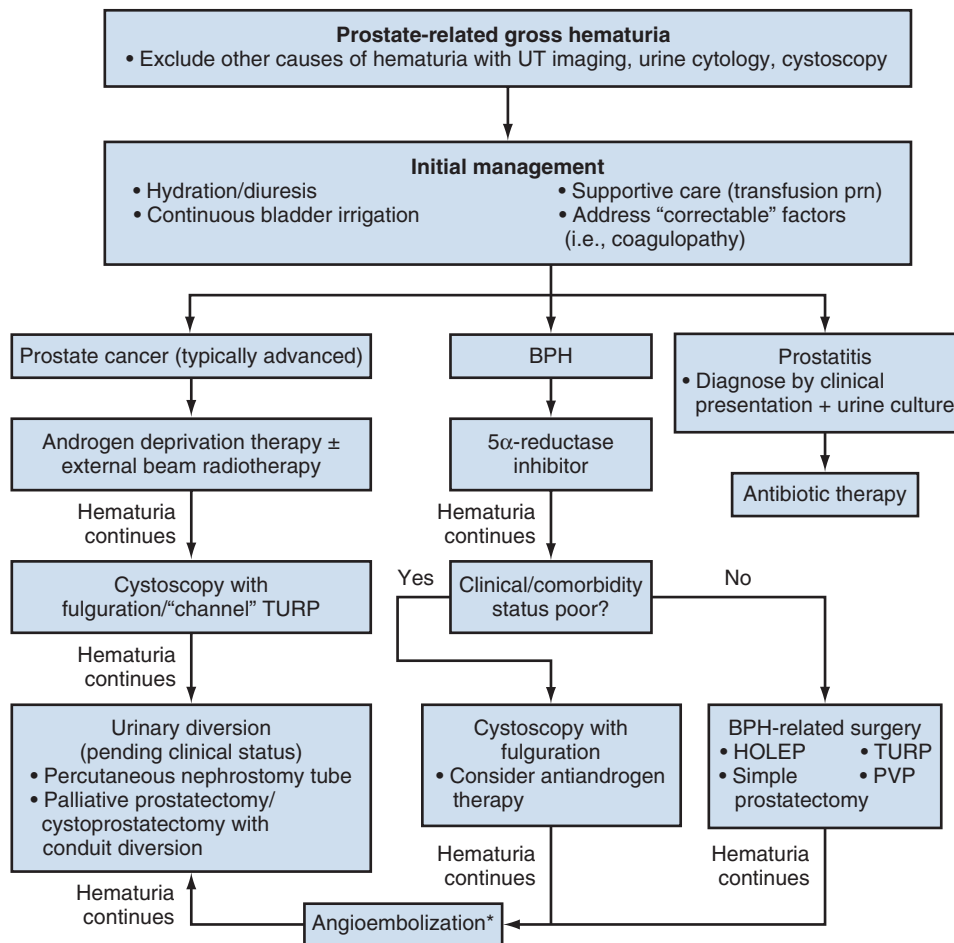 Prostate-related gross hematuria
• Exclude other causes of hematuria with UT imaging, urine cytology, cystoscopy
Initial management
• Hydration/diuresis
• Continuous bladder irrigation
• Supportive care (transfusion prn)
• Address “correctable” factors
(i.e., coagulopathy)
Prostate cancer (typically advanced)
BPH
Prostatitis
• Diagnose by clinical
presentation + urine culture
Androgen deprivation therapy ±
external beam radiotherapy
5α-reductase
inhibitor
Antibiotic therapy
Hematuria
continues
Hematuria
continues
Cystoscopy with
fulguration/“channel” TURP
Yes
Clinical/comorbidity
status poor?
No
Hematuria
continues
Urinary diversion
(pending clinical status)
• Percutaneous nephrostomy tube
• Palliative prostatectomy/
cystoprostatectomy with
conduit diversion
Cystoscopy with
fulguration
• Consider antiandrogen
therapy
BPH-related surgery
• HOLEP
• TURP
• Simple
prostatectomy
• PVP
Hematuria
continues
Hematuria
continues
Hematuria
continues
Angioembolization*